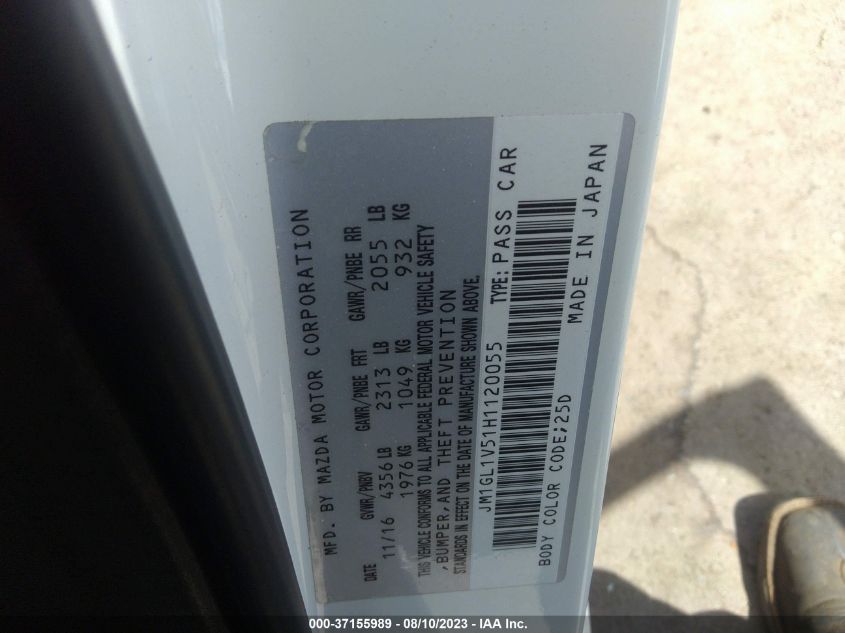 MFD. BY MAZDA MOTOR CORPORATION
DATE GVWR/PNBV GAWR/PNBE FRT GAWR/PNBE RR
11/16 4356 LB 2313 LB 2055 LB
1976 KG 1049 KG 932 KG
THIS VEHICLE CONFORMS TO ALL APPLICABLE FEDERAL MOTOR VEHICLE SAFETY
, BUMPER, AND THEFT PREVENTION
STANDARDS IN EFFECT ON THE DATE OF MANUFACTURE SHOWN ABOVE.
JM1GL1V51H1120055 TYPE: PASS CAR
BODY COLOR CODE;25D MADE IN JAPAN
000-37155989 - 08/10/2023 - IAA Inc.